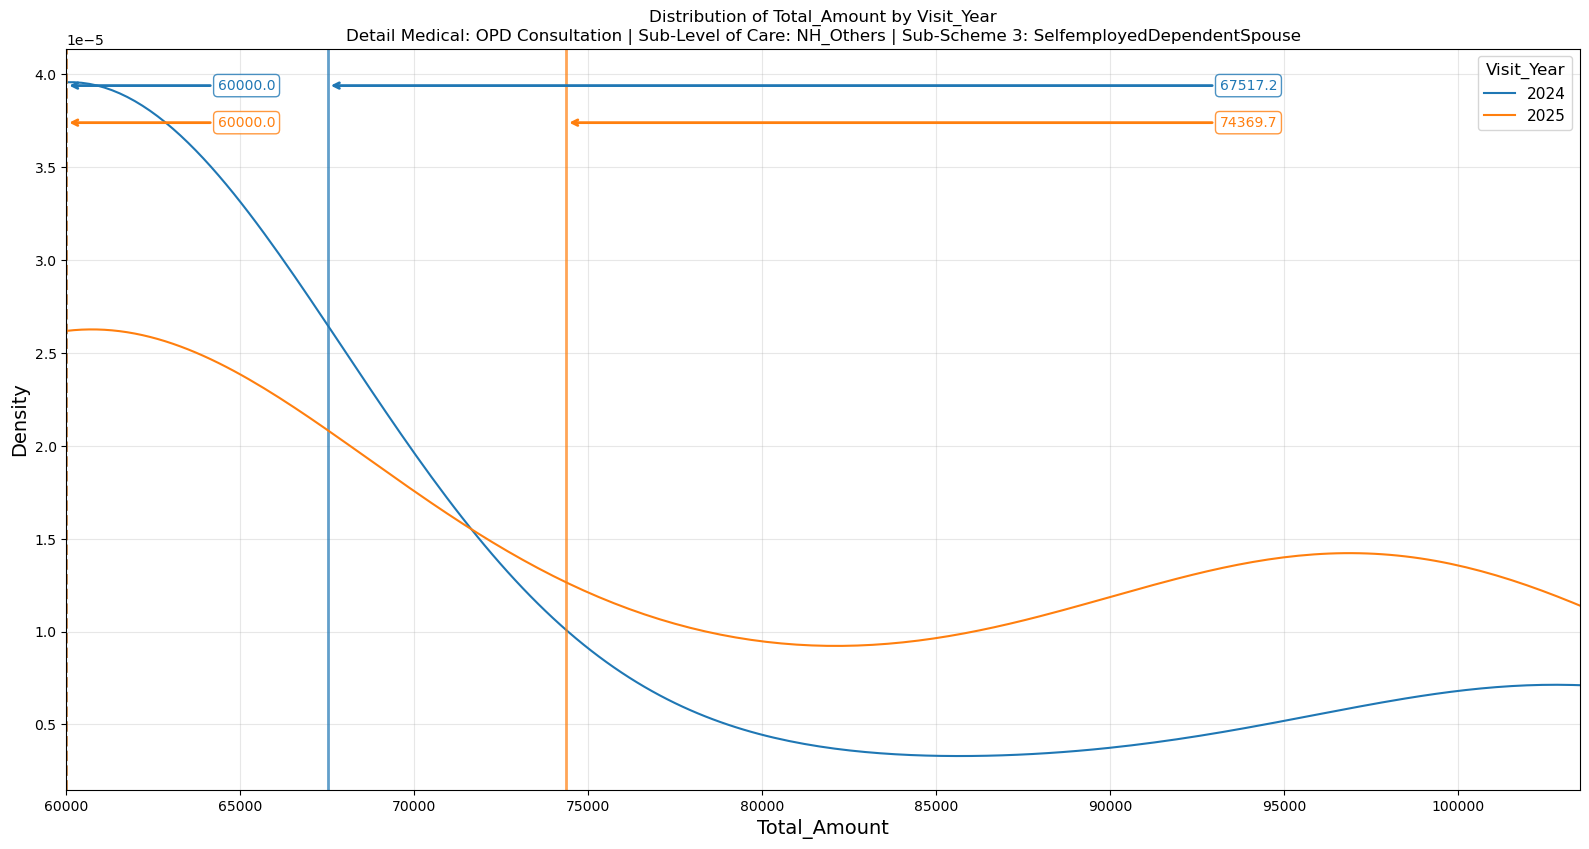 Distribution of Total_Amount by Visit_Year
Detail Medical: OPD Consultation | Sub-Level of Care: NH_Others | Sub-Scheme 3: SelfemployedDependentSpouse
1e−5
4.0
3.5
3.0
2.5
2.0
1.5
1.0
0.5
Density
60000.0
67517.2
60000.0
74369.7
Visit_Year
2024
2025
60000 65000 70000 75000 80000 85000 90000 95000 100000
Total_Amount